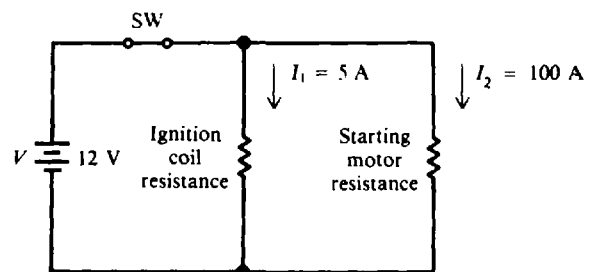 SW
I₁ = 5 A
I₂ = 100 A
Ignition
coil
resistance
Starting
motor
resistance
V
12 V